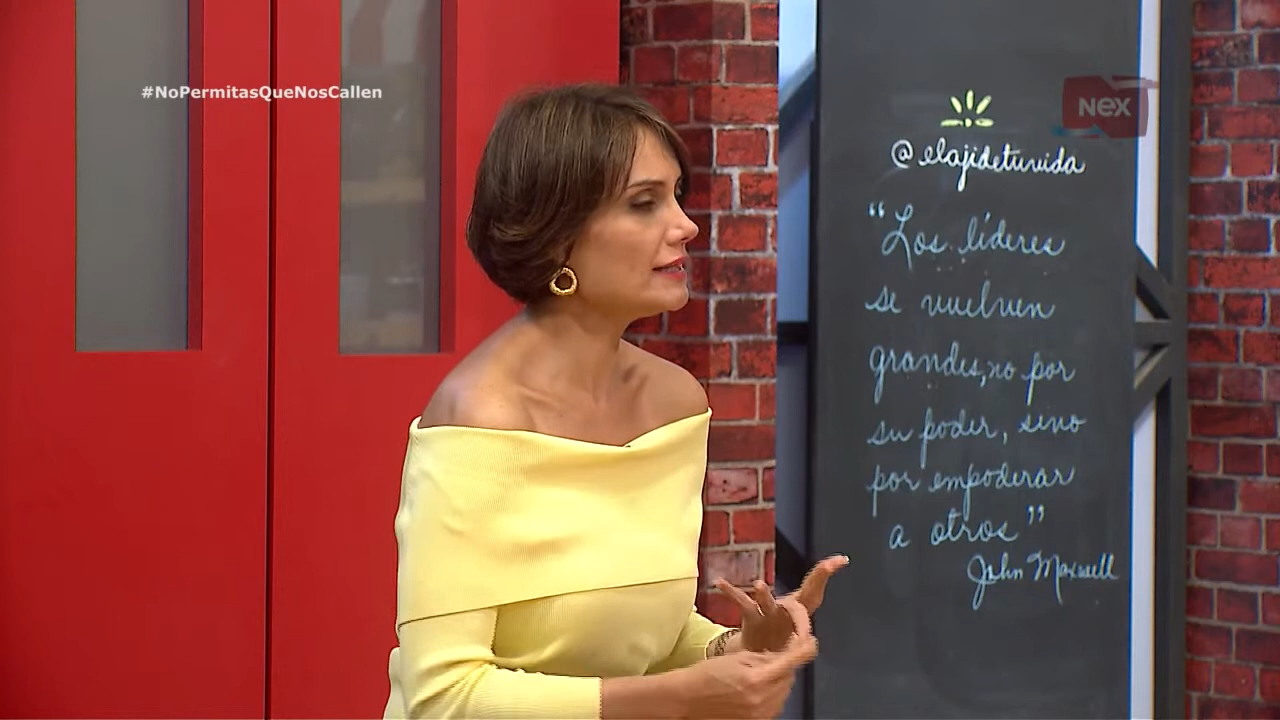 #NoPermitasQueNosCallen
nex
@elajidetuvida
"Los líderes
se vuelven
grandes, no por
su poder, sino
por empoderar
a otros"
John Maxwell